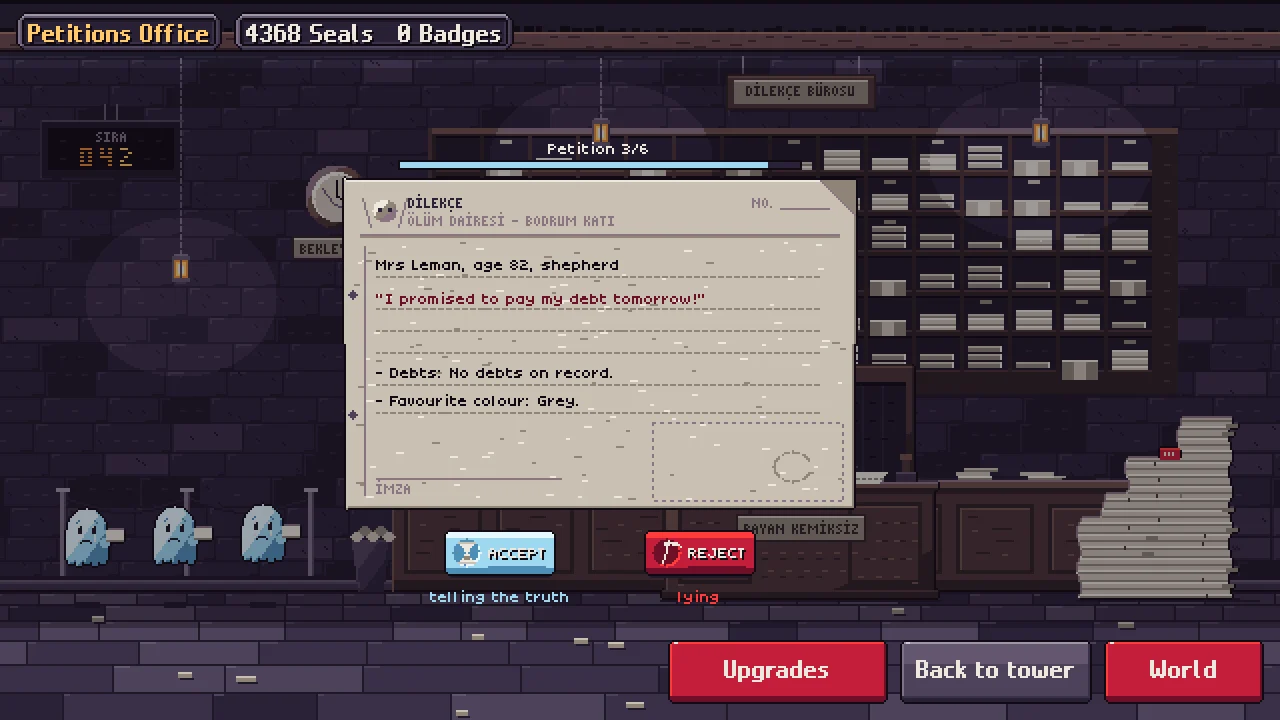 Petitions Office
4368 Seals 0 Badges
DİLEKÇE BÜROSU
SIRA
042
Petition 3/6
DİLEKÇE
NO.
ÖLÜM DAİRESİ - BODRUM KATI
Mrs Leman, age 82, shepherd
"I promised to pay my debt tomorrow!"
- Debts: No debts on record.
- Favourite colour: Grey.
İMZA
BAYAN KEMİKSİZ
ACCEPT
REJECT
telling the truth
lying
Upgrades
Back to tower
World